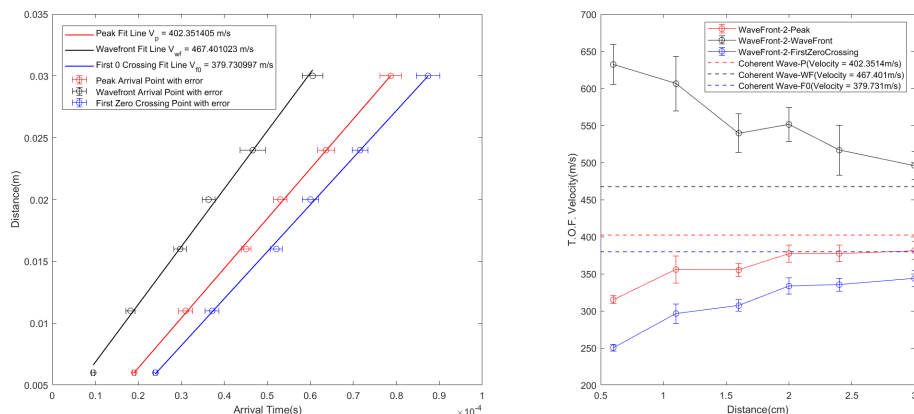 0.035
0.03
0.025
0.02
0.015
0.01
0.005
Distance(m)
Peak Fit Line V_p = 402.351405 m/s
Wavefront Fit Line V_wf = 467.401023 m/s
First 0 Crossing Fit Line V_f0 = 379.730997 m/s
Peak Arrival Point with error
Wavefront Arrival Point with error
First Zero Crossing Point with error
0 0.1 0.2 0.3 0.4 0.5 0.6 0.7 0.8 0.9 1
Arrival Time(s)
×10^-4
700
650
600
550
500
450
400
350
300
250
200
T.O.F. Velocity(m/s)
WaveFront-2-Peak
WaveFront-2-WaveFront
WaveFront-2-FirstZeroCrossing
Coherent Wave-P(Velocity = 402.3514m/s)
Coherent Wave-WF(Velocity = 467.401m/s)
Coherent Wave-F0(Velocity = 379.731m/s)
0.5 1 1.5 2 2.5 3
Distance(cm)